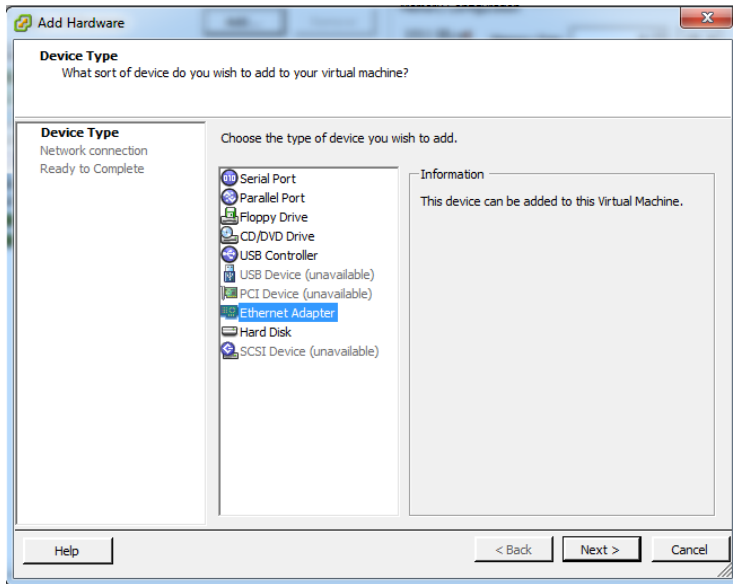 Add Hardware
Device Type
What sort of device do you wish to add to your virtual machine?
Device Type
Network connection
Ready to Complete
Choose the type of device you wish to add.
Serial Port
Parallel Port
Floppy Drive
CD/DVD Drive
USB Controller
USB Device (unavailable)
PCI Device (unavailable)
Ethernet Adapter
Hard Disk
SCSI Device (unavailable)
Information
This device can be added to this Virtual Machine.
Help
< Back
Next >
Cancel